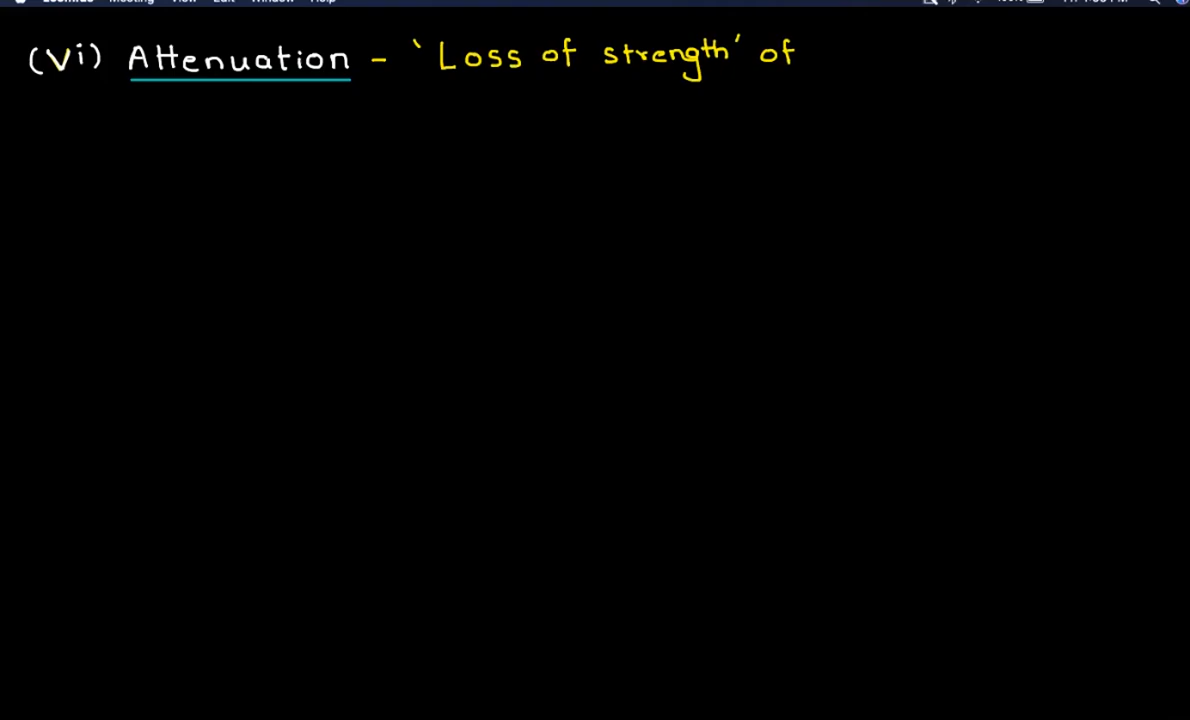 (Vi) Attenuation - ‘Loss of strength’ of